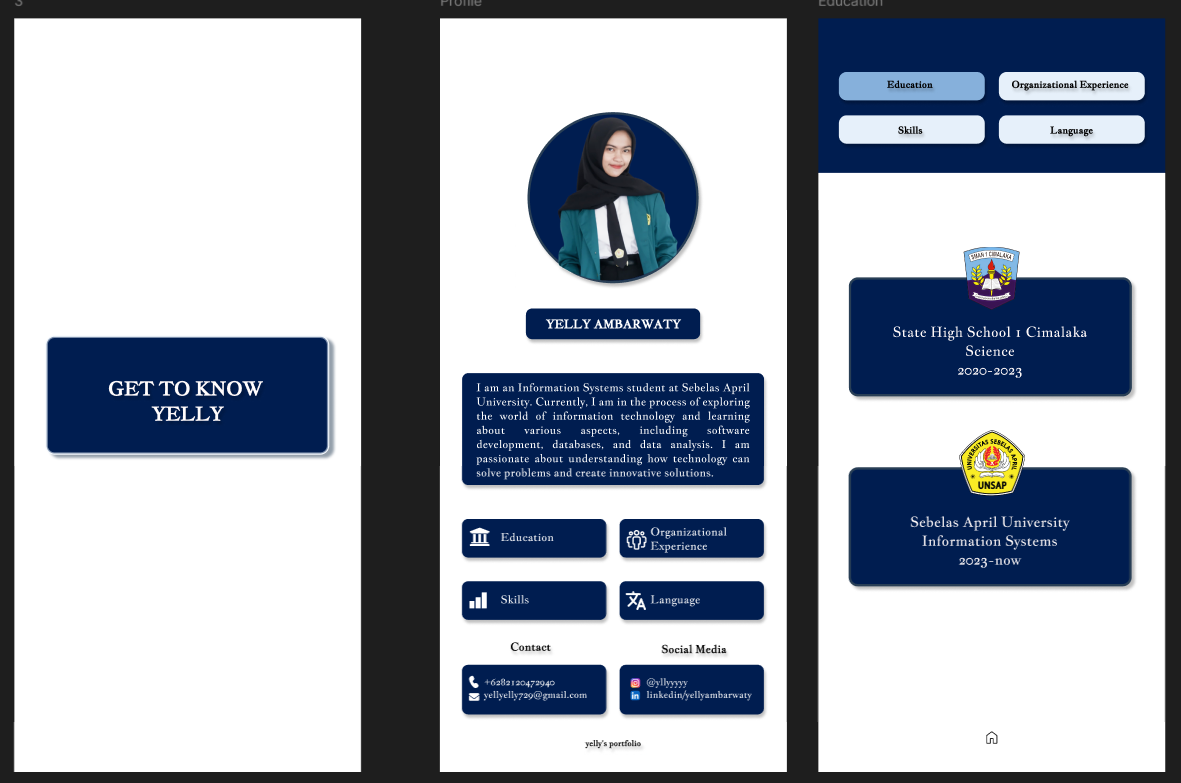 3
Profile
Education
GET TO KNOW
YELLY
YELLY AMBARWATY
I am an Information Systems student at Sebelas April
University. Currently, I am in the process of exploring
the world of information technology and learning
about various aspects, including software
development, databases, and data analysis. I am
passionate about understanding how technology can
solve problems and create innovative solutions.
Education
Organizational
Experience
Skills
Language
Contact
Social Media
+6282120472940
yellyelly729@gmail.com
@yllyyyyy
linkedin/yellyambarwaty
yelly's portfolio
Education
Organizational Experience
Skills
Language
SMAN 1 CIMALAKA
State High School 1 Cimalaka
Science
2020-2023
UNIVERSITAS SEBELAS APRIL
UNSAP
Sebelas April University
Information Systems
2023-now